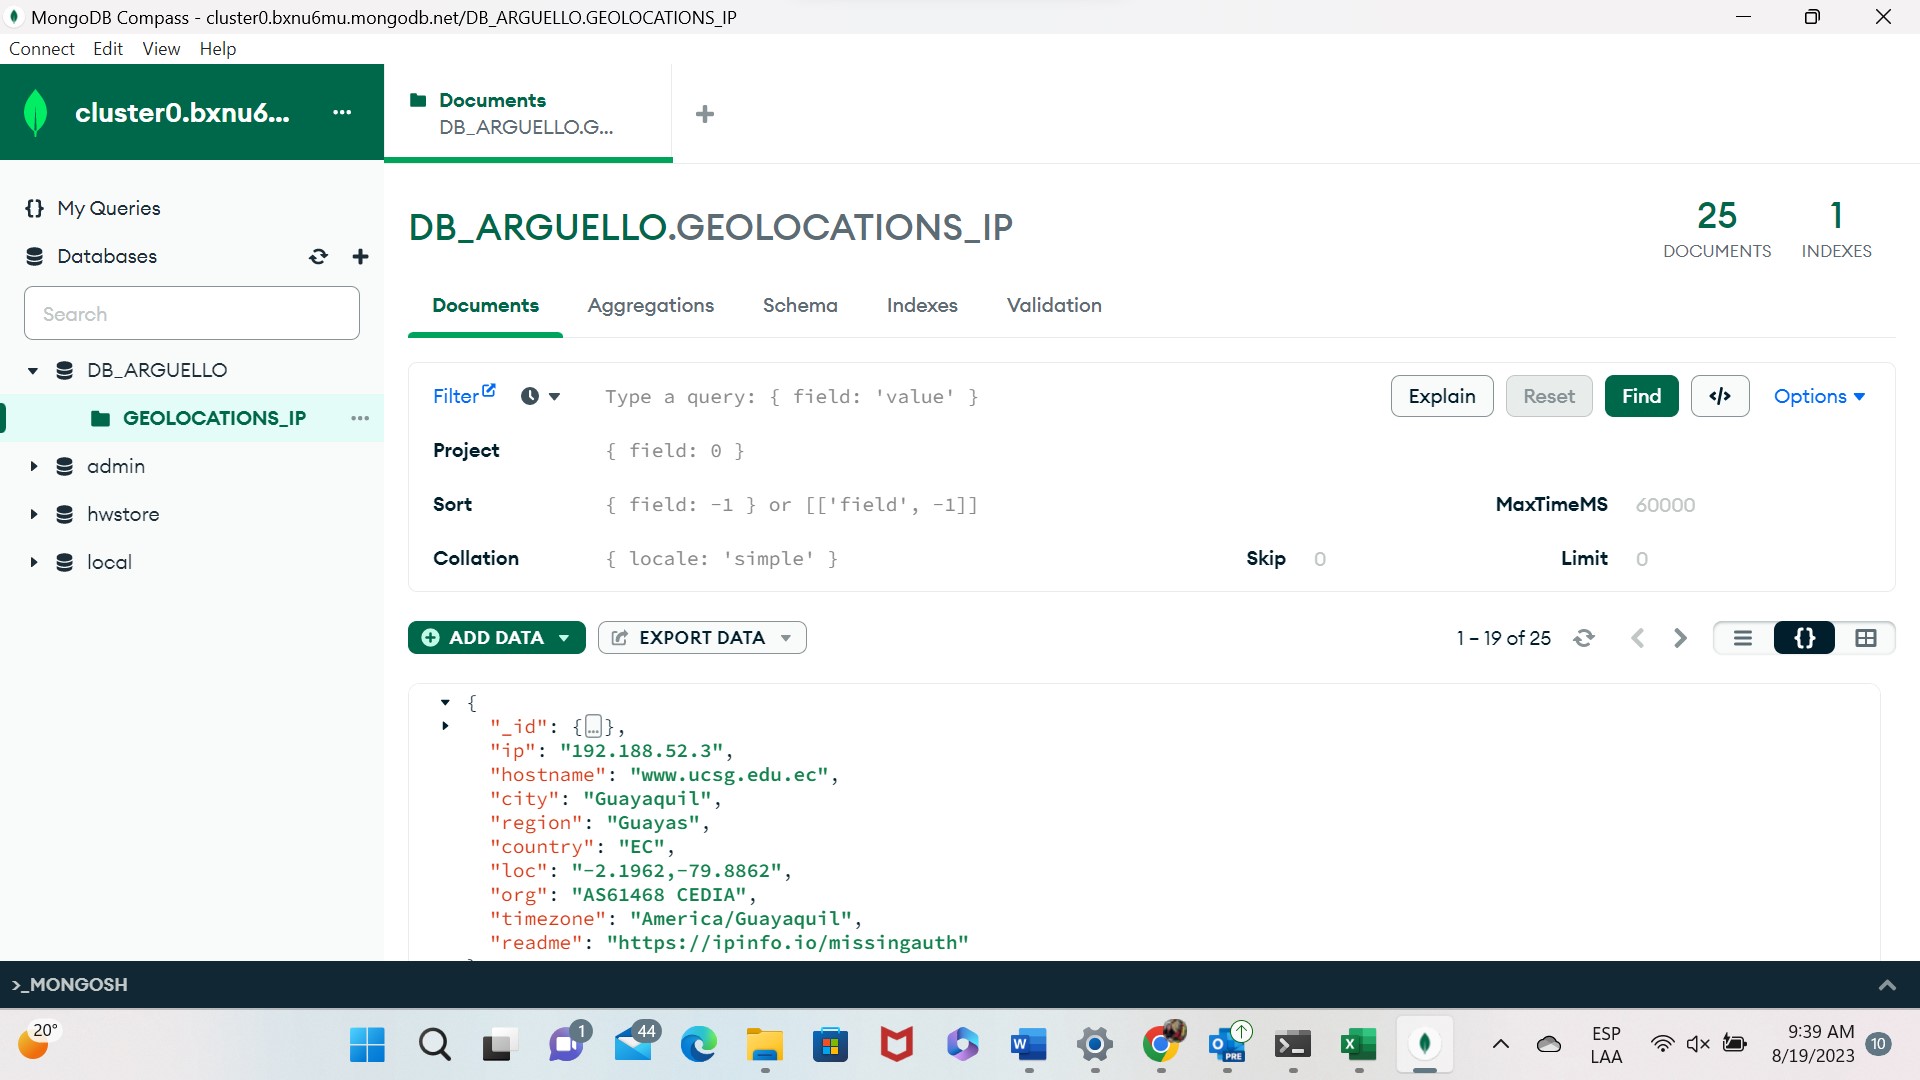 MongoDB Compass - cluster0.bxnu6mu.mongodb.net/DB_ARGUELLO.GEOLOCATIONS_IP
Connect Edit View Help
cluster0.bxnu6... ...
Documents
DB_ARGUELLO.G...
My Queries
Databases
Search
DB_ARGUELLO
GEOLOCATIONS_IP ...
admin
hwstore
local
DB_ARGUELLO.GEOLOCATIONS_IP
25
DOCUMENTS
1
INDEXES
Documents Aggregations Schema Indexes Validation
Filter Type a query: { field: 'value' } Explain Reset Find </> Options
Project { field: 0 }
Sort { field: -1 } or [['field', -1]] MaxTimeMS 60000
Collation { locale: 'simple' } Skip 0 Limit 0
ADD DATA EXPORT DATA 1 – 19 of 25 {}
{
"_id": {...},
"ip": "192.188.52.3",
"hostname": "www.ucsg.edu.ec",
"city": "Guayaquil",
"region": "Guayas",
"country": "EC",
"loc": "-2.1962,-79.8862",
"org": "AS61468 CEDIA",
"timezone": "America/Guayaquil",
"readme": "https://ipinfo.io/missingauth"
>_MONGOSH
20°
1
44
W
PRE
X
ESP
LAA
9:39 AM
8/19/2023
10